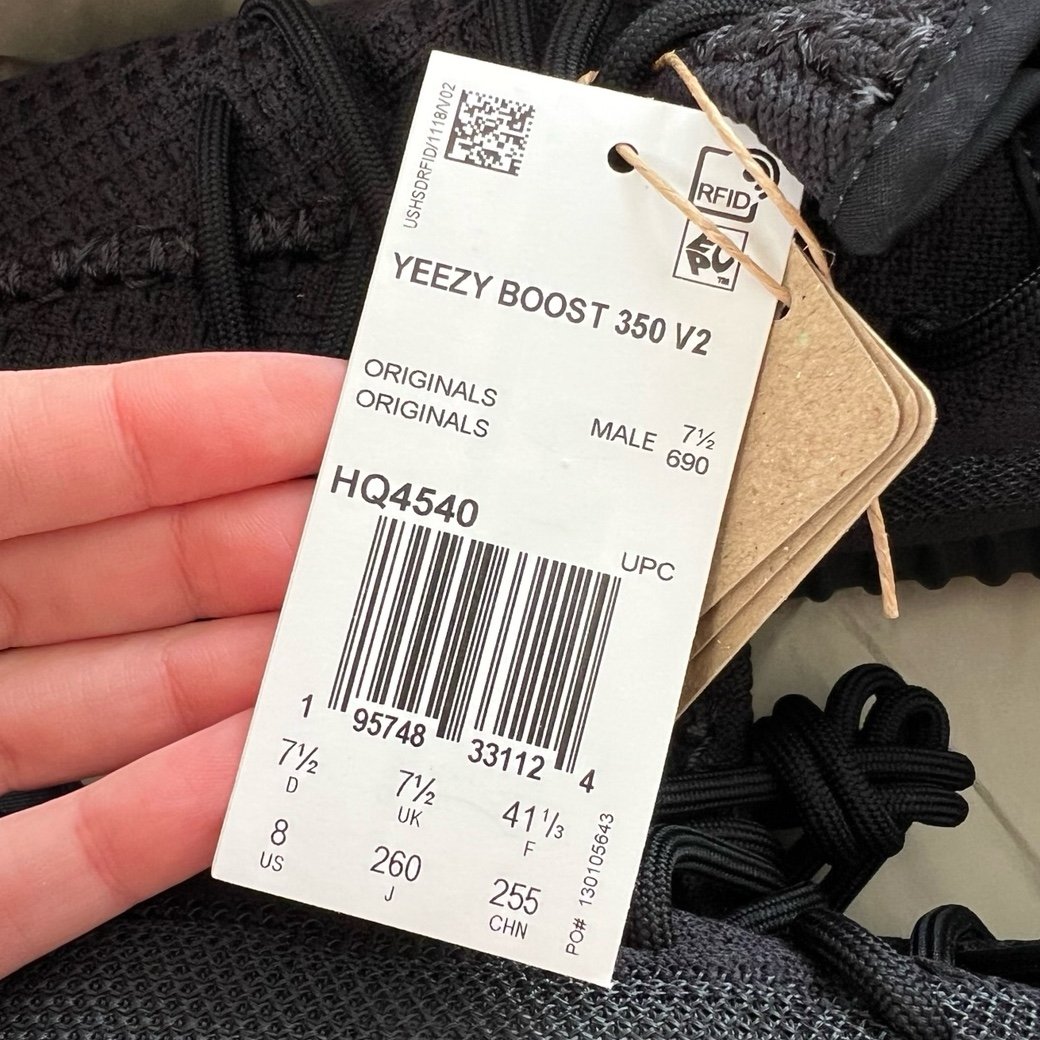 USHSDRFID/1118/V02
RFID
EPC™
YEEZY BOOST 350 V2
ORIGINALS
ORIGINALS
MALE 7½
690
HQ4540
UPC
1 95748 33112 4
7½ 7½ 41⅓
D UK F
8 260 255
US J CHN
PO# 130105643